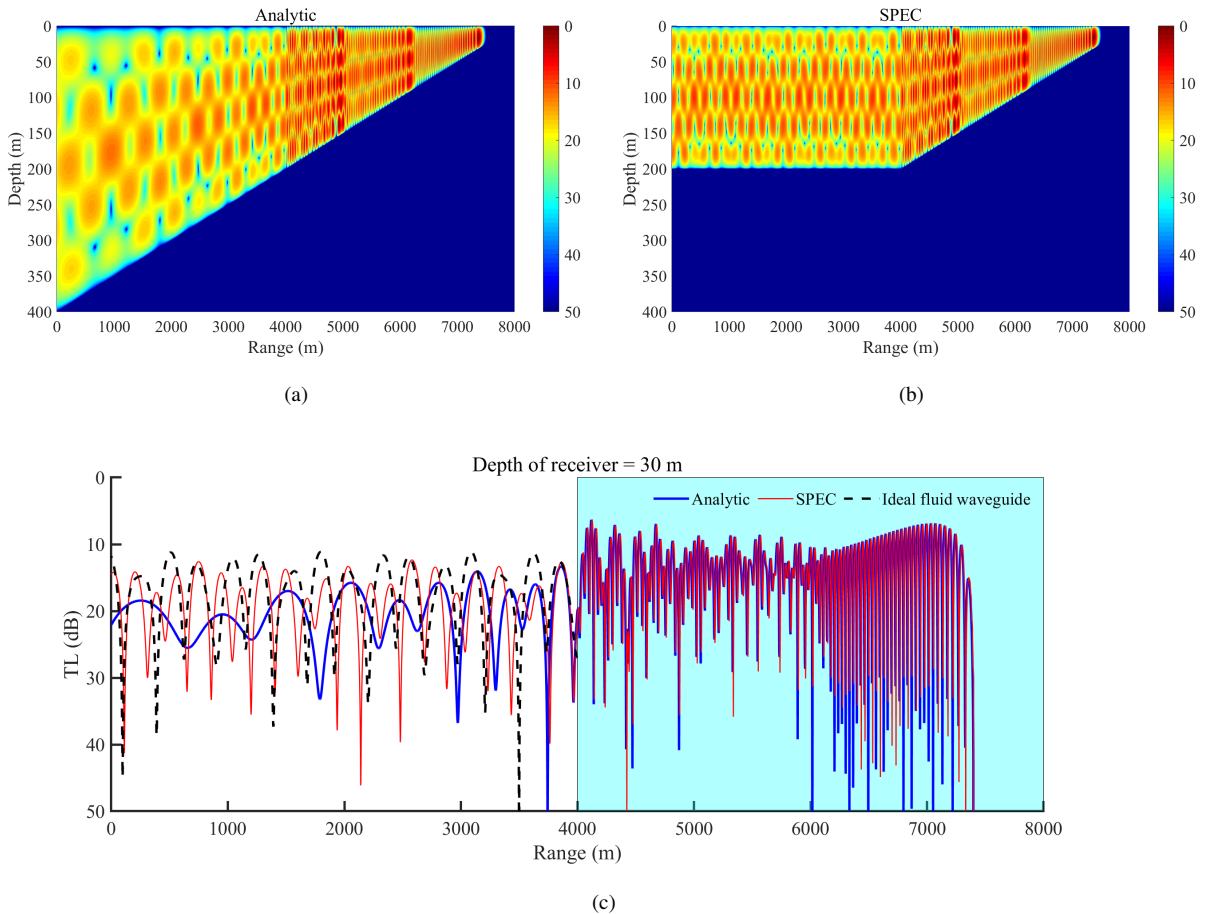 Analytic
0
50
100
150
200
250
300
350
400
Depth (m)
0 1000 2000 3000 4000 5000 6000 7000 8000
Range (m)
0
10
20
30
40
50
(a)
SPEC
0
50
100
150
200
250
300
350
400
Depth (m)
0 1000 2000 3000 4000 5000 6000 7000 8000
Range (m)
0
10
20
30
40
50
(b)
Depth of receiver = 30 m
Analytic SPEC Ideal fluid waveguide
0
10
20
30
40
50
TL (dB)
0 1000 2000 3000 4000 5000 6000 7000 8000
Range (m)
(c)